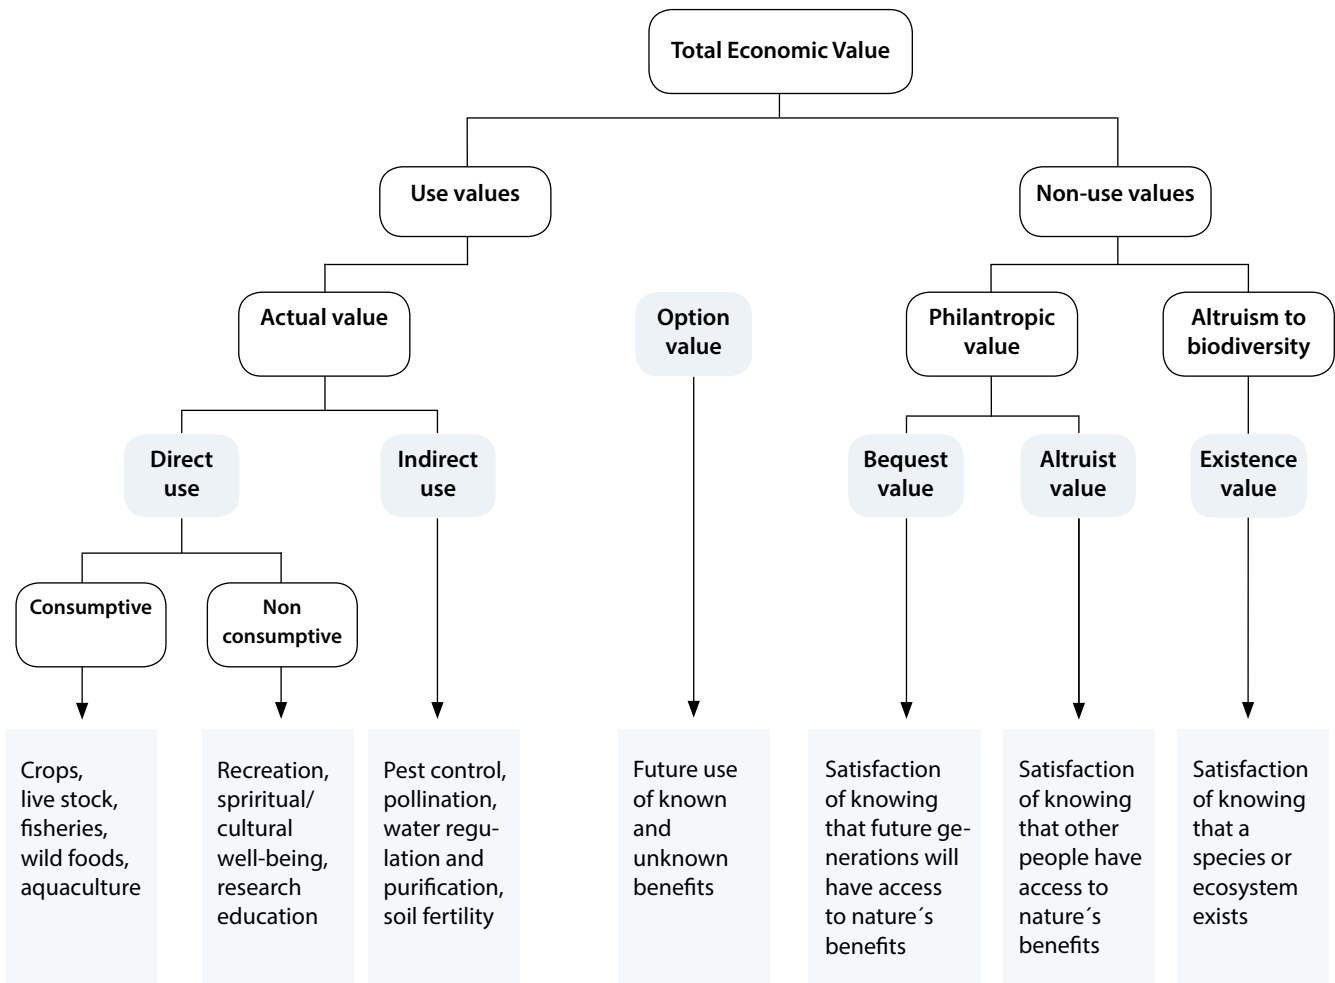 Total Economic Value
Use values
Non-use values
Actual value
Option
value
Philantropic
value
Altruism to
biodiversity
Direct
use
Indirect
use
Bequest
value
Altruist
value
Existence
value
Consumptive
Non
consumptive
Crops,
live stock,
fisheries,
wild foods,
aquaculture
Recreation,
spriritual/
cultural
well-being,
research
education
Pest control,
pollination,
water regu-
lation and
purification,
soil fertility
Future use
of known
and
unknown
benefits
Satisfaction
of knowing
that future ge-
nerations will
have access
to nature´s
benefits
Satisfaction
of knowing
that other
people have
access to
nature´s
benefits
Satisfaction
of knowing
that a
species or
ecosystem
exists